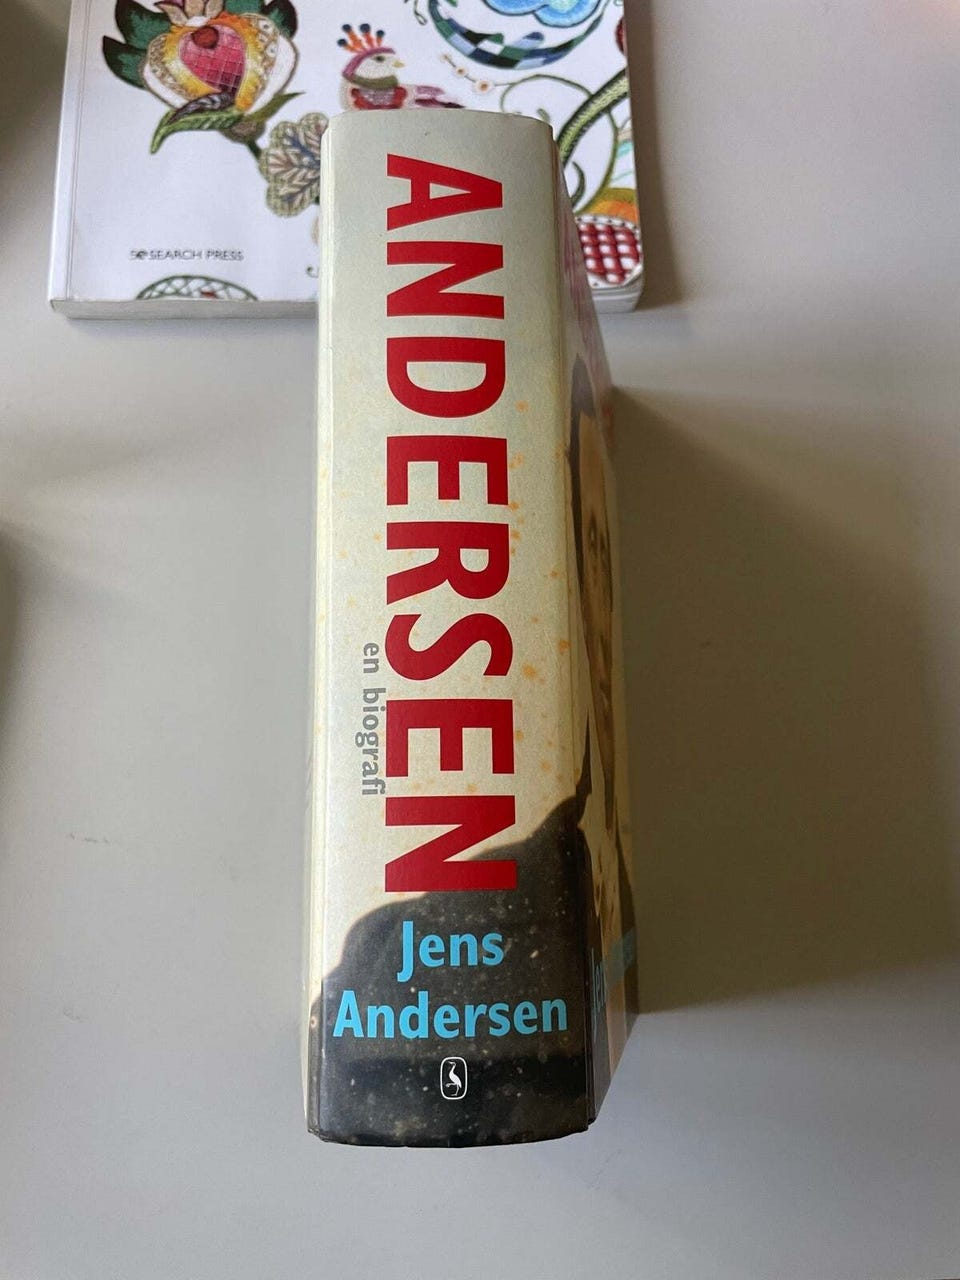 SEARCH PRESS
ANDERSEN
en biografi
Jens
Andersen